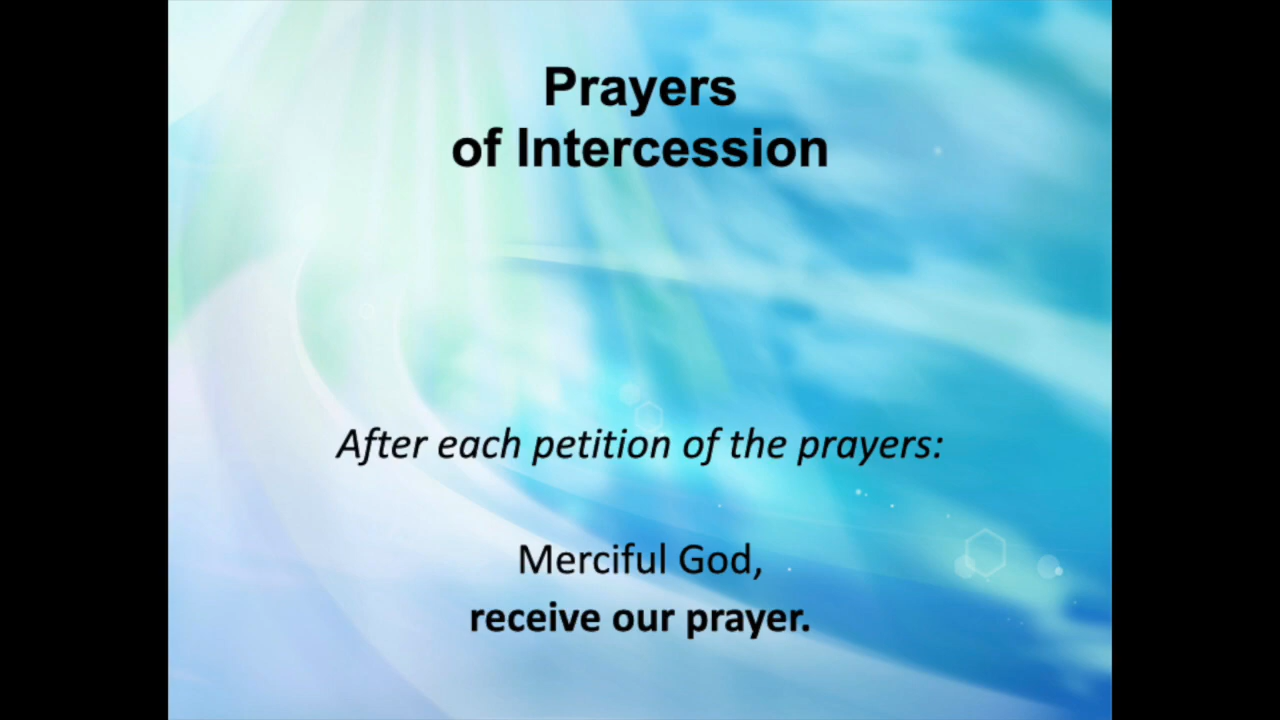 Prayers
of Intercession
After each petition of the prayers:
Merciful God,
receive our prayer.